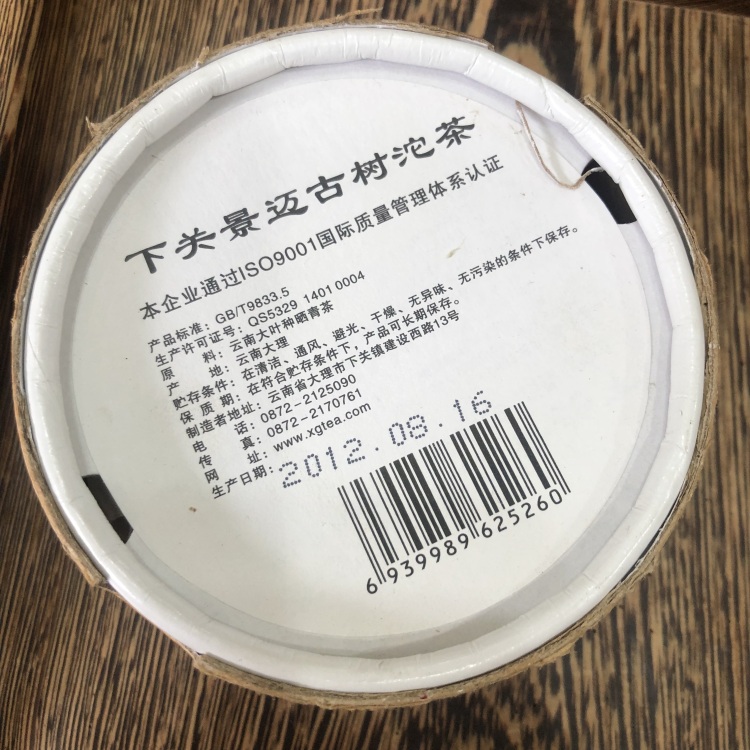 下关景迈古树沱茶
本企业通过ISO9001国际质量管理体系认证
产品标准：GB/T9833.5
生产许可证号：QS5329 1401 0004
原料：云南大叶种晒青茶
产地：云南大理
贮存条件：在清洁、通风、避光、干燥、无异味、无污染的条件下保存。
保质期：在符合贮存条件下，产品可长期保存。
制造者地址：云南省大理市下关镇建设西路13号
电话：0872-2125090
传真：0872-2170761
网址：www.xgtea.com
生产日期：2012.08.16
6 939989 625260